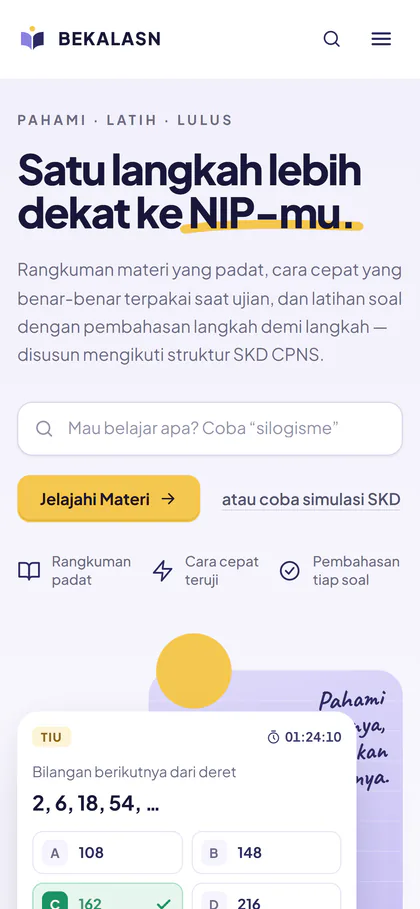 BEKALASN
PAHAMI · LATIH · LULUS
Satu langkah lebih
dekat ke NIP-mu.
Rangkuman materi yang padat, cara cepat yang
benar-benar terpakai saat ujian, dan latihan soal
dengan pembahasan langkah demi langkah —
disusun mengikuti struktur SKD CPNS.
Mau belajar apa? Coba “silogisme”
Jelajahi Materi → atau coba simulasi SKD
Rangkuman
padat
Cara cepat
teruji
Pembahasan
tiap soal
Pahami
TIU 01:24:10
Bilangan berikutnya dari deret
2, 6, 18, 54, …
A 108
B 148
C 162
D 216